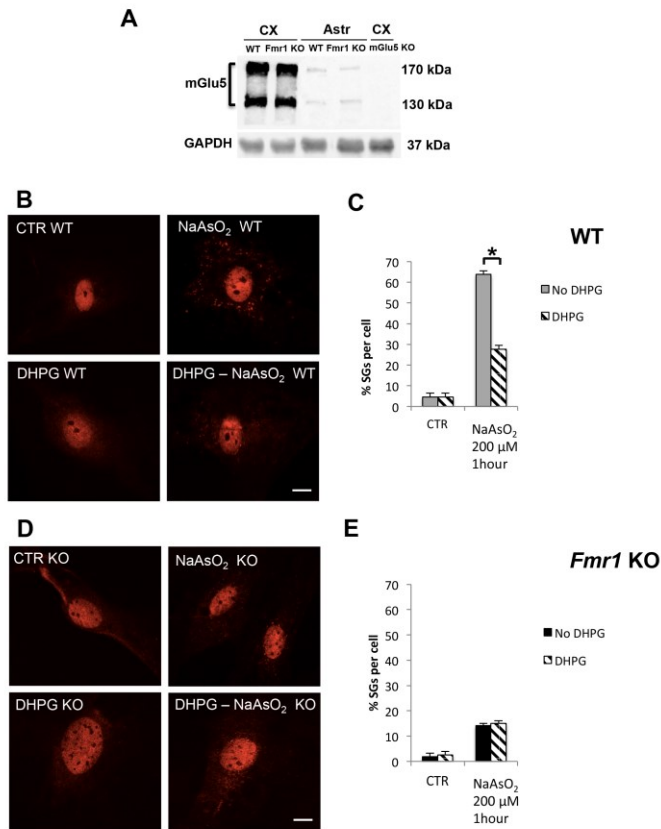 A
CX Astr CX
WT Fmr1 KO WT Fmr1 KO mGlu5 KO
mGlu5
170 kDa
130 kDa
GAPDH 37 kDa
B
CTR WT
NaAsO₂ WT
DHPG WT
DHPG – NaAsO₂ WT
C
WT
% SGs per cell
70
60
50
40
30
20
10
0
*
No DHPG
DHPG
CTR
NaAsO₂
200 µM
1hour
D
CTR KO
NaAsO₂ KO
DHPG KO
DHPG – NaAsO₂ KO
E
Fmr1 KO
% SGs per cell
70
60
50
40
30
20
10
0
No DHPG
DHPG
CTR
NaAsO₂
200 µM
1hour